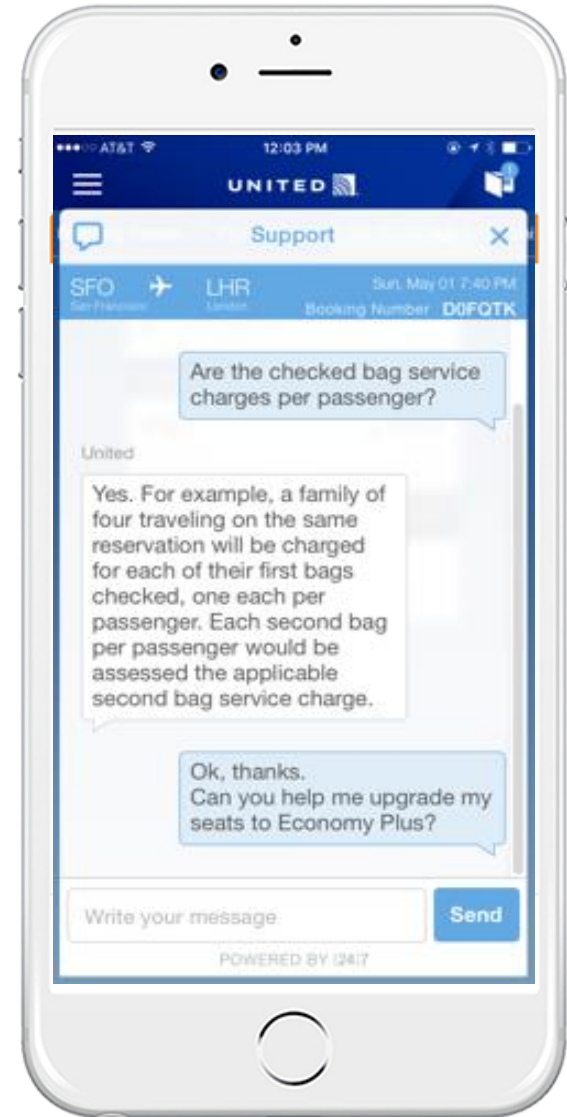 AT&T 12:03 PM
UNITED
Support
SFO LHR Sun, May 01 7:40 PM
San Francisco London Booking Number D0FQTK
Are the checked bag service
charges per passenger?
United
Yes. For example, a family of
four traveling on the same
reservation will be charged
for each of their first bags
checked, one each per
passenger. Each second bag
per passenger would be
assessed the applicable
second bag service charge.
Ok, thanks.
Can you help me upgrade my
seats to Economy Plus?
Write your message Send
POWERED BY [24]7